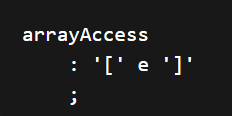 arrayAccess
: '[' e ']'
;